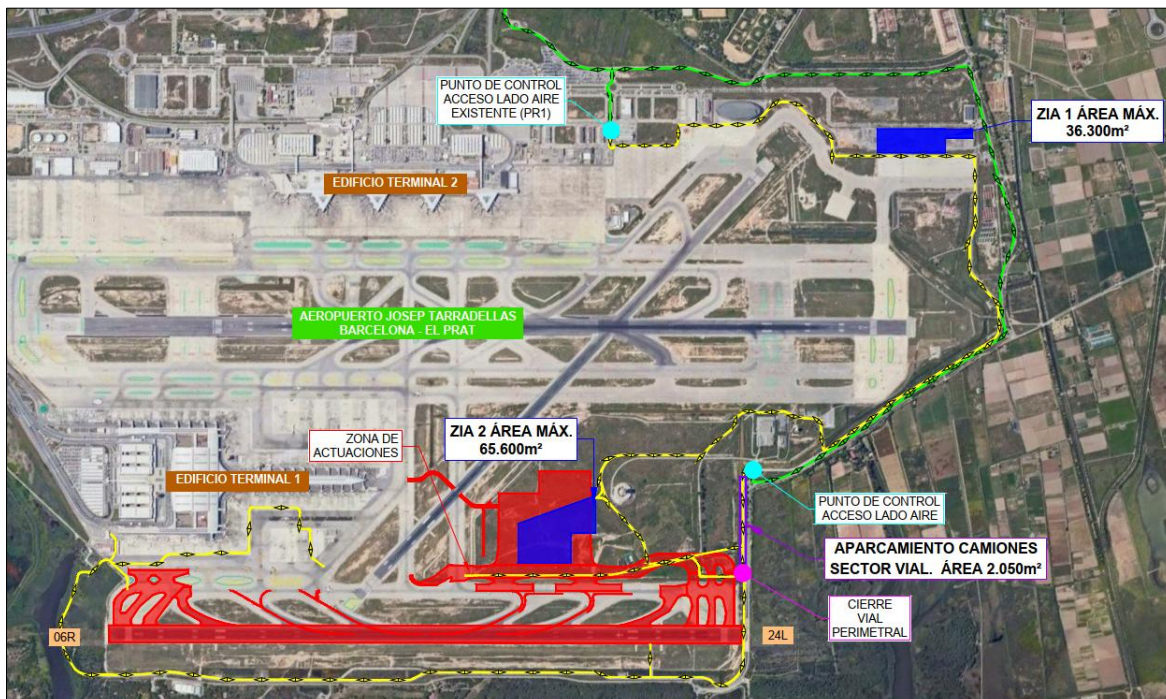 PUNTO DE CONTROL
ACCESO LADO AIRE
EXISTENTE (PR1)
ZIA 1 ÁREA MÁX.
36.300m²
EDIFICIO TERMINAL 2
AEROPUERTO JOSEP TARRADELLAS
BARCELONA - EL PRAT
ZONA DE
ACTUACIONES
ZIA 2 ÁREA MÁX.
65.600m²
EDIFICIO TERMINAL 1
PUNTO DE CONTROL
ACCESO LADO AIRE
APARCAMIENTO CAMIONES
SECTOR VIAL. ÁREA 2.050m²
CIERRE
VIAL
PERIMETRAL
06R
24L